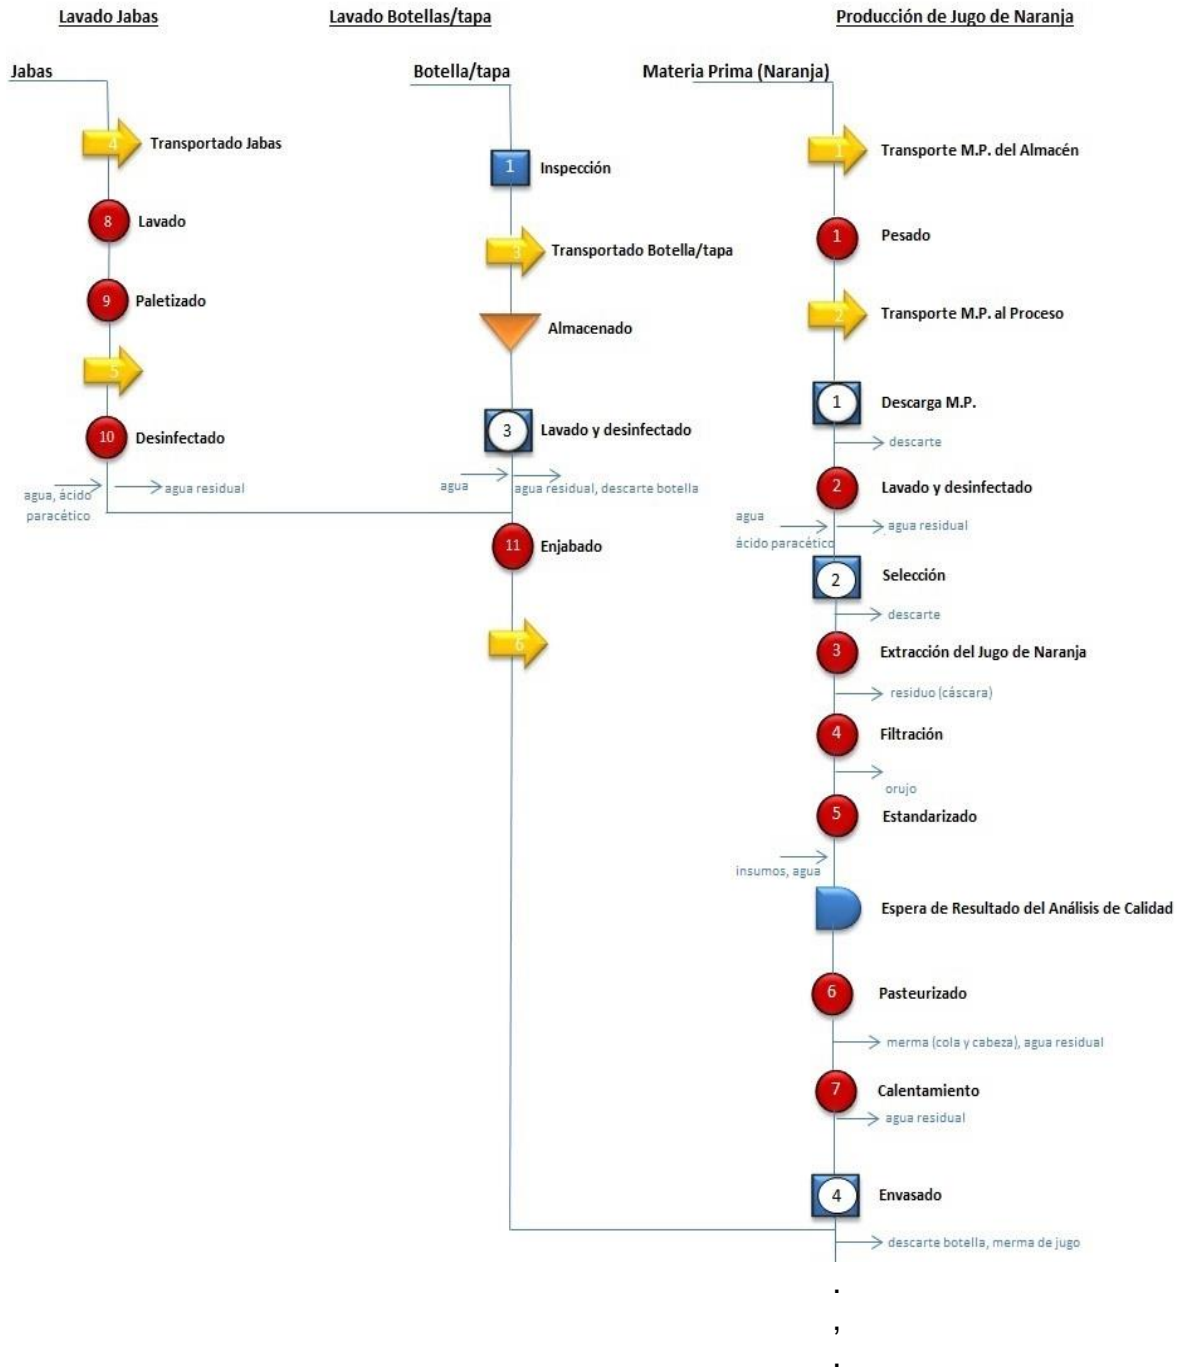 Lavado Jabas
Lavado Botellas/tapa
Producción de Jugo de Naranja
Jabas
4
Transportado Jabas
8
Lavado
9
Paletizado
5
10
Desinfectado
agua, ácido
paracético
agua residual
Botella/tapa
1
Inspección
3
Transportado Botella/tapa
Almacenado
3
Lavado y desinfectado
agua
agua residual, descarte botella
11
Enjabado
6
Materia Prima (Naranja)
1
Transporte M.P. del Almacén
1
Pesado
2
Transporte M.P. al Proceso
1
Descarga M.P.
descarte
2
Lavado y desinfectado
agua
ácido paracético
agua residual
2
Selección
descarte
3
Extracción del Jugo de Naranja
residuo (cáscara)
4
Filtración
orujo
5
Estandarizado
insumos, agua
Espera de Resultado del Análisis de Calidad
6
Pasteurizado
merma (cola y cabeza), agua residual
7
Calentamiento
agua residual
4
Envasado
descarte botella, merma de jugo
.
,
.